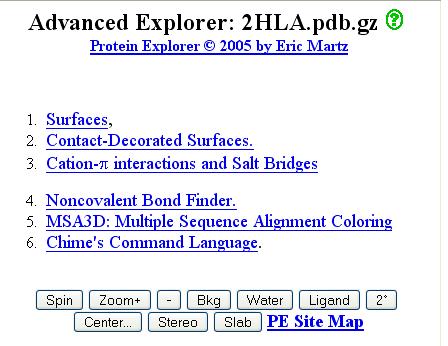 Advanced Explorer: 2HLA.pdb.gz ?
Protein Explorer © 2005 by Eric Martz
1. Surfaces,
2. Contact-Decorated Surfaces.
3. Cation-π interactions and Salt Bridges
4. Noncovalent Bond Finder.
5. MSA3D: Multiple Sequence Alignment Coloring
6. Chime's Command Language.
Spin Zoom+ - Bkg Water Ligand 2°
Center... Stereo Slab PE Site Map